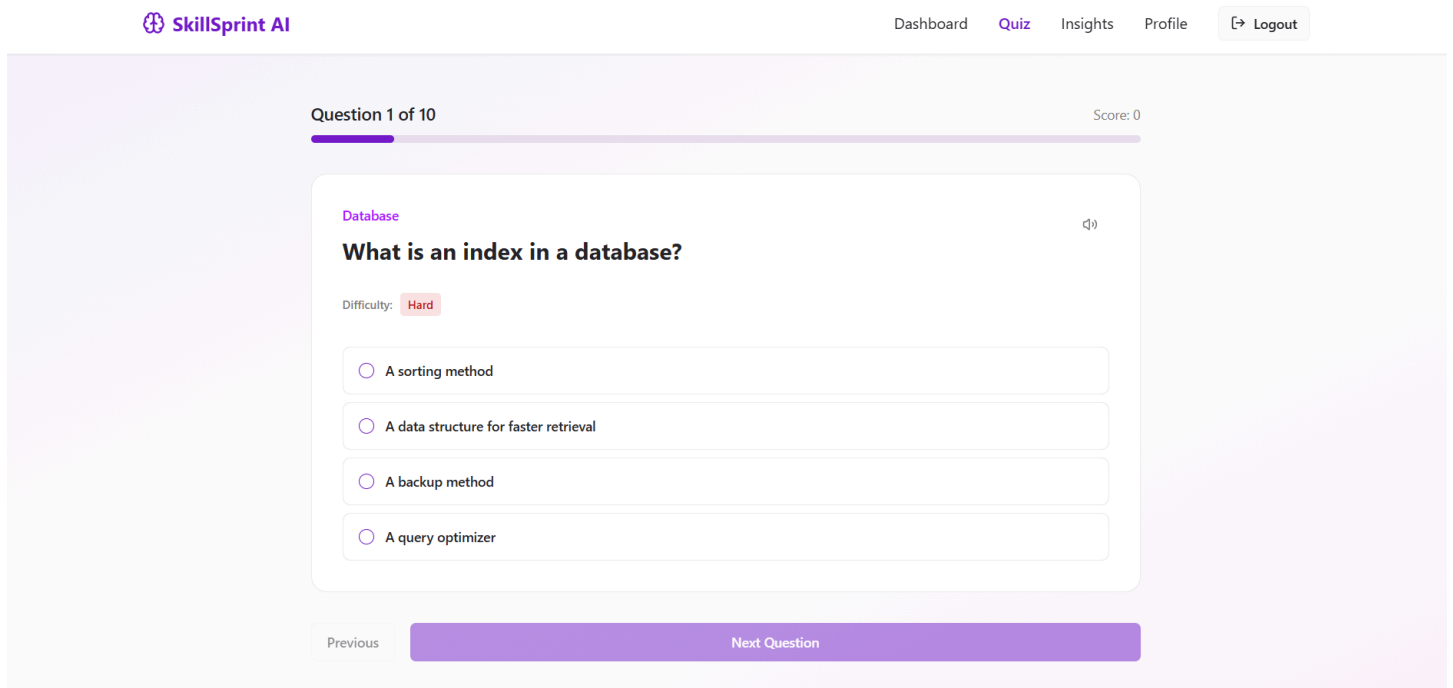 SkillSprint AI
Dashboard Quiz Insights Profile Logout
Question 1 of 10 Score: 0
Database
What is an index in a database?
Difficulty: Hard
A sorting method
A data structure for faster retrieval
A backup method
A query optimizer
Previous Next Question